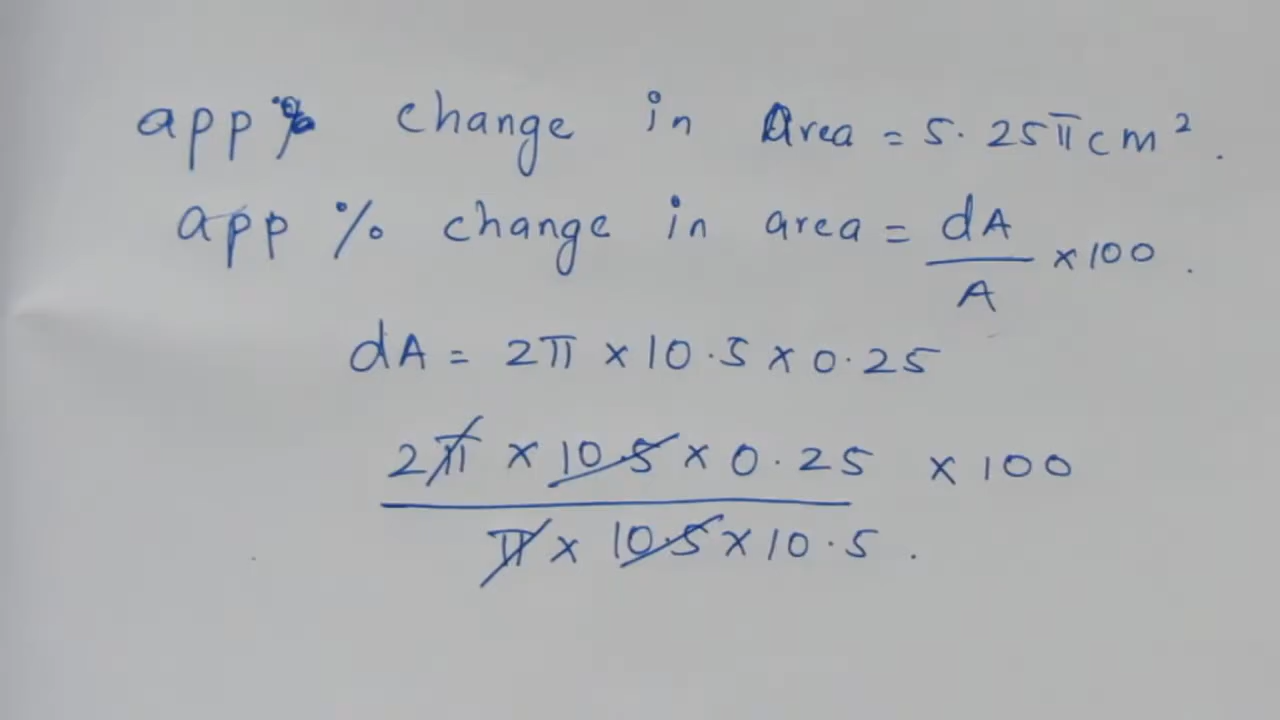 app % change in Area = 5.25π cm².
app % change in area = dA/A × 100.
dA = 2π × 10.5 × 0.25
2π × 10.5 × 0.25 × 100
π × 10.5 × 10.5.